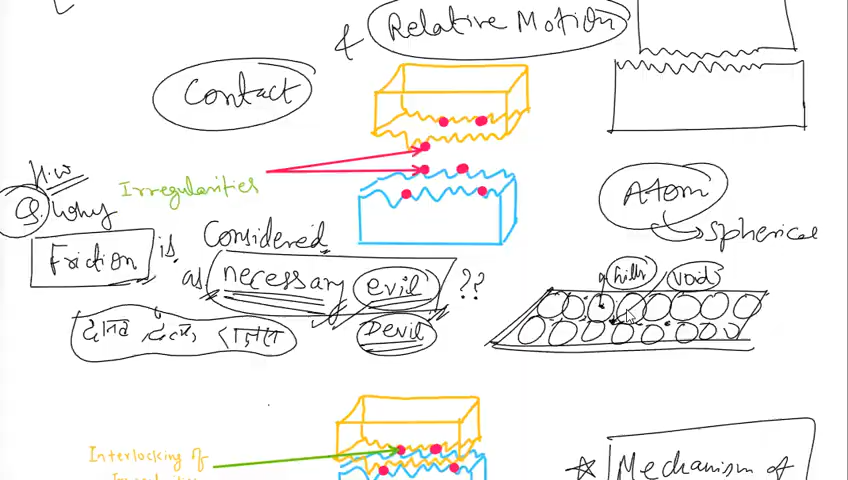 & Relative Motion
Contact
H.W
Irregularities
Atom
Spherical
Q. Why
Friction is Considered
as necessary evil ??
Devil
hills
void
Interlocking of
* Mechanism of